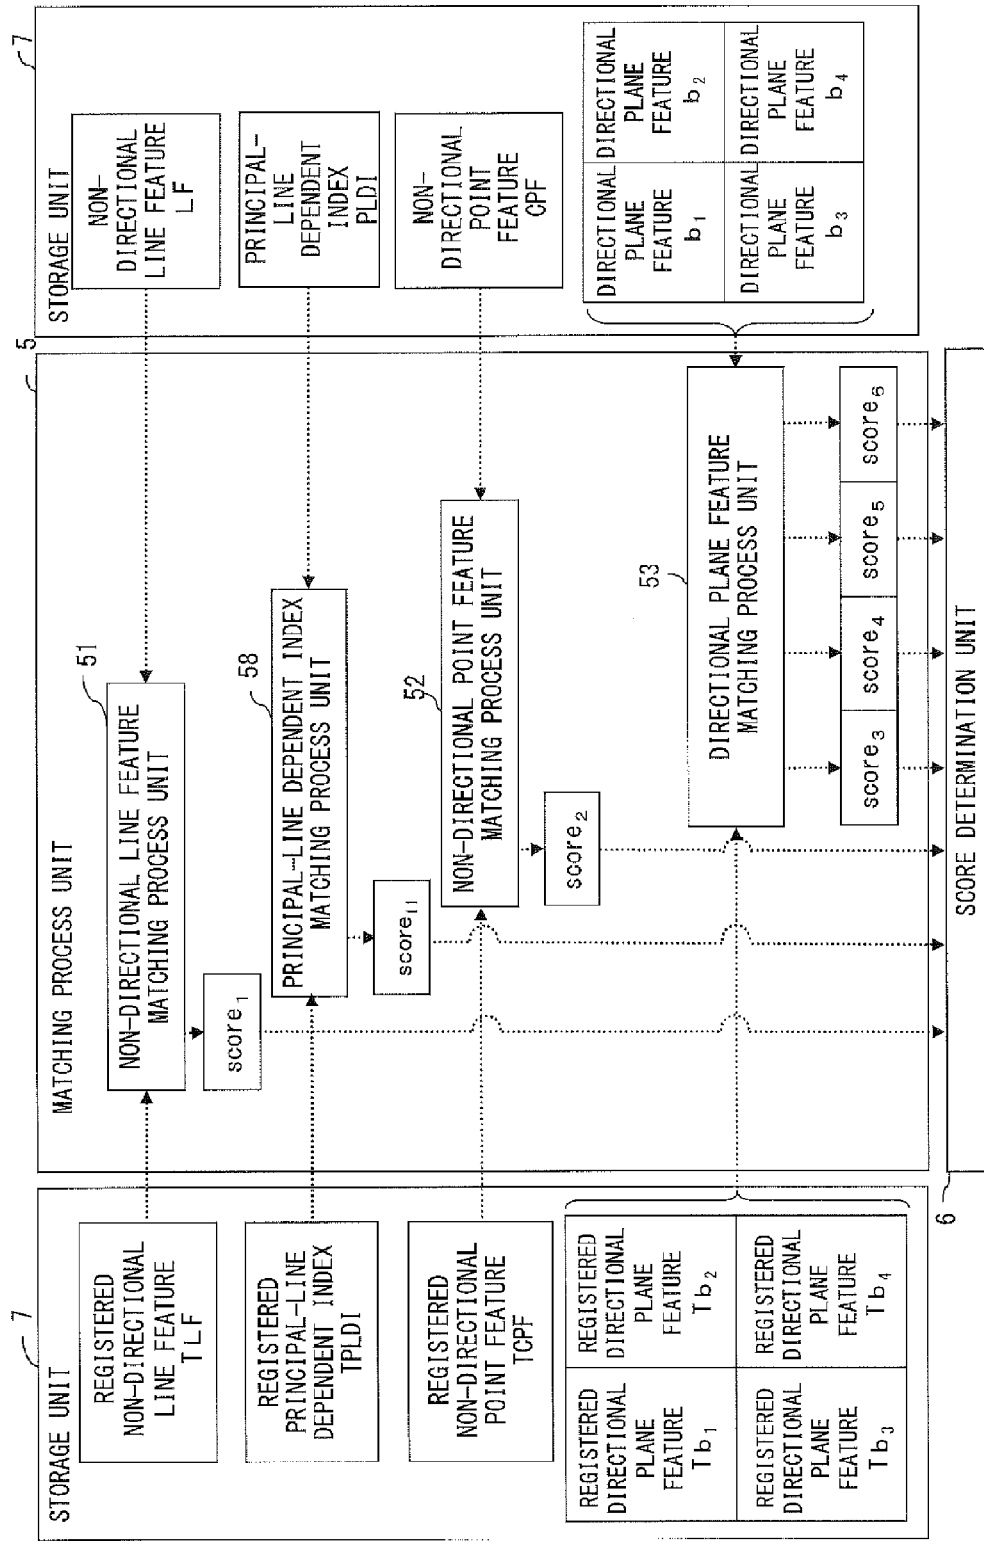 7
STORAGE UNIT
REGISTERED
NON-DIRECTIONAL
LINE FEATURE
TLF
REGISTERED
PRINCIPAL-LINE
DEPENDENT INDEX
TPLDI
REGISTERED
NON-DIRECTIONAL
POINT FEATURE
TCPF
REGISTERED
DIRECTIONAL
PLANE
FEATURE
Tb1
REGISTERED
DIRECTIONAL
PLANE
FEATURE
Tb2
REGISTERED
DIRECTIONAL
PLANE
FEATURE
Tb3
REGISTERED
DIRECTIONAL
PLANE
FEATURE
Tb4
5
MATCHING PROCESS UNIT
51
NON-DIRECTIONAL LINE FEATURE
MATCHING PROCESS UNIT
score1
58
PRINCIPAL-LINE DEPENDENT INDEX
MATCHING PROCESS UNIT
score11
52
NON-DIRECTIONAL POINT FEATURE
MATCHING PROCESS UNIT
score2
53
DIRECTIONAL PLANE FEATURE
MATCHING PROCESS UNIT
score3
score4
score5
score6
6
SCORE DETERMINATION UNIT
7
STORAGE UNIT
NON-
DIRECTIONAL
LINE FEATURE
LF
PRINCIPAL-
LINE
DEPENDENT
INDEX
PLDI
NON-
DIRECTIONAL
POINT
FEATURE
CPF
DIRECTIONAL
PLANE
FEATURE
b1
DIRECTIONAL
PLANE
FEATURE
b2
DIRECTIONAL
PLANE
FEATURE
b3
DIRECTIONAL
PLANE
FEATURE
b4